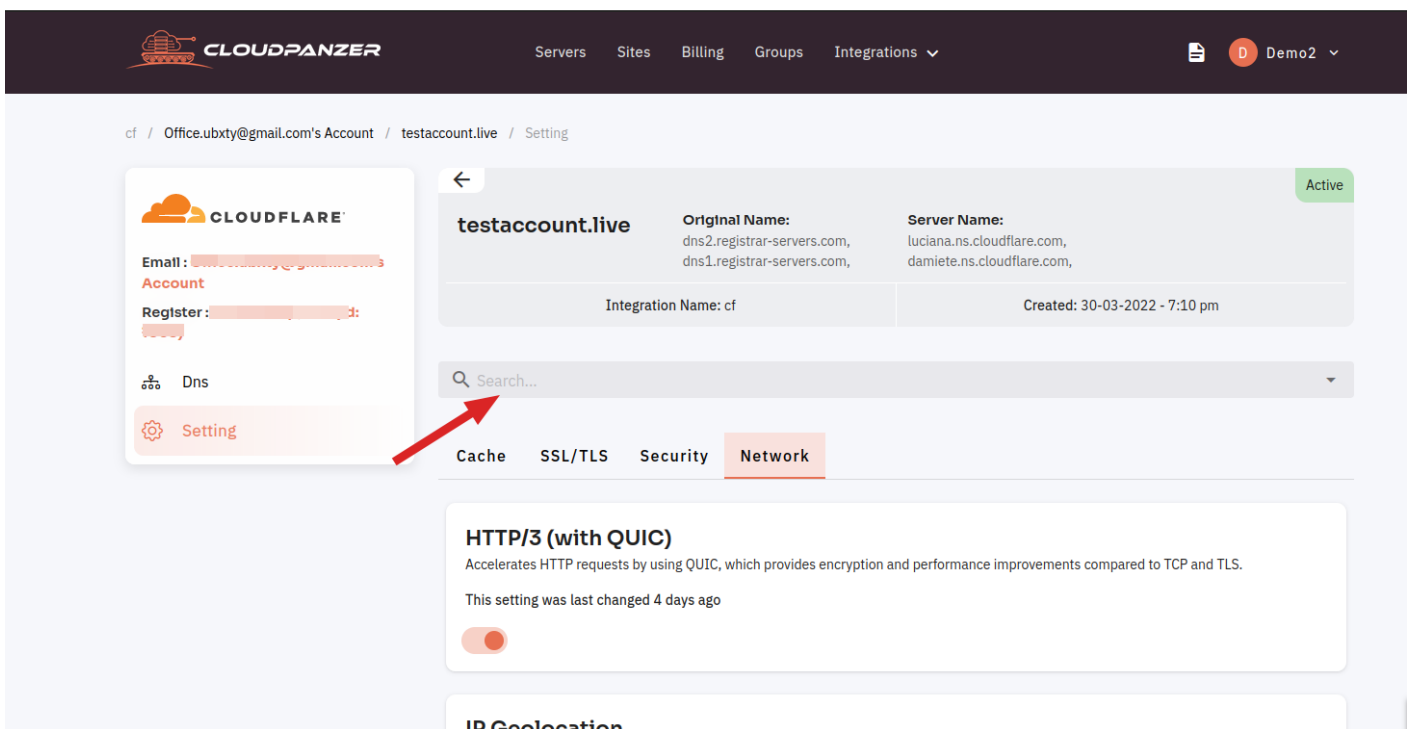 CLOUDPANZER
Servers Sites Billing Groups Integrations
D Demo2
cf / Office.ubxty@gmail.com's Account / testaccount.live / Setting
CLOUDFLARE
Email :
Account
Register :
Dns
Setting
Active
testaccount.live
Original Name:
dns2.registrar-servers.com,
dns1.registrar-servers.com,
Server Name:
luciana.ns.cloudflare.com,
damiete.ns.cloudflare.com,
Integration Name: cf
Created: 30-03-2022 - 7:10 pm
Search...
Cache SSL/TLS Security Network
HTTP/3 (with QUIC)
Accelerates HTTP requests by using QUIC, which provides encryption and performance improvements compared to TCP and TLS.
This setting was last changed 4 days ago
IP Geolocation